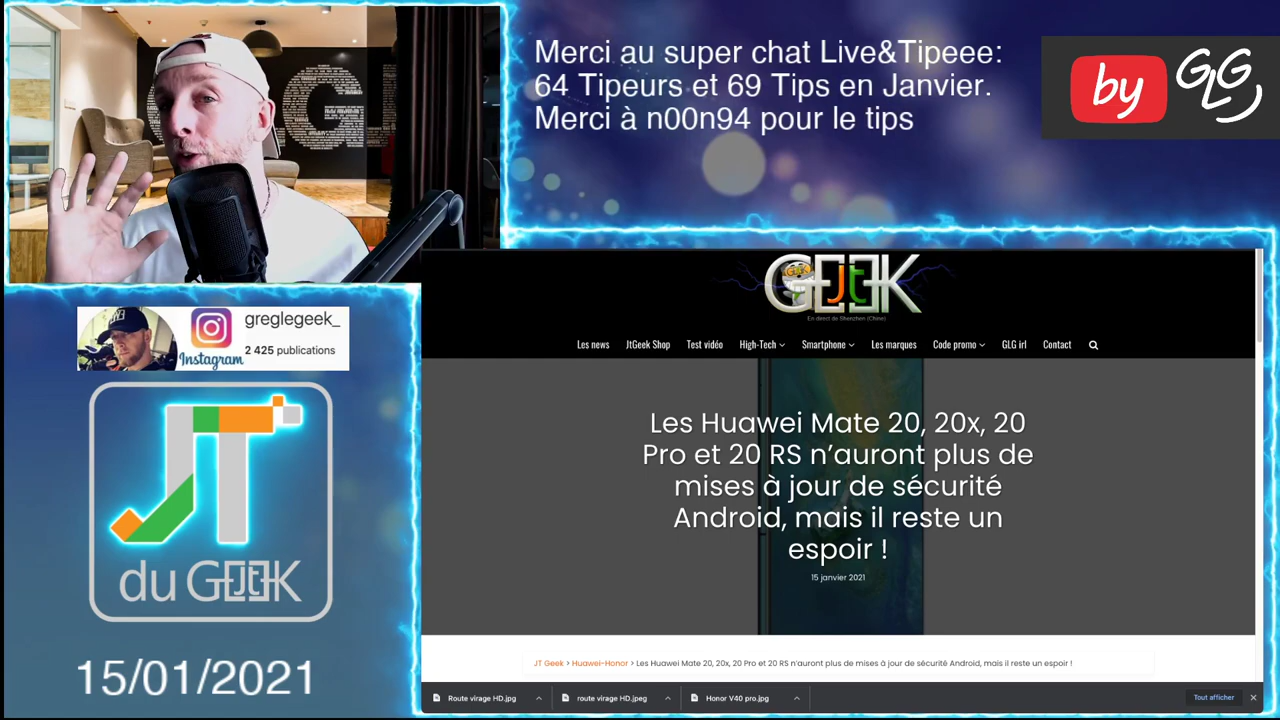 Merci au super chat Live&Tipeee:
64 Tipeurs et 69 Tips en Janvier.
Merci à n00n94 pour le tips
by GLG
greglegeek_
Instagram
2 425 publications
JT
du GEEK
15/01/2021
GEEK
En direct de Shenzhen (Chine)
Les news JtGeek Shop Test vidéo High-Tech Smartphone Les marques Code promo GLG irl Contact
Les Huawei Mate 20, 20x, 20
Pro et 20 RS n’auront plus de
mises à jour de sécurité
Android, mais il reste un
espoir !
15 janvier 2021
JT Geek > Huawei-Honor > Les Huawei Mate 20, 20x, 20 Pro et 20 RS n’auront plus de mises à jour de sécurité Android, mais il reste un espoir !
Route virage HD.jpg route virage HD.jpeg Honor V40 pro.jpg Tout afficher